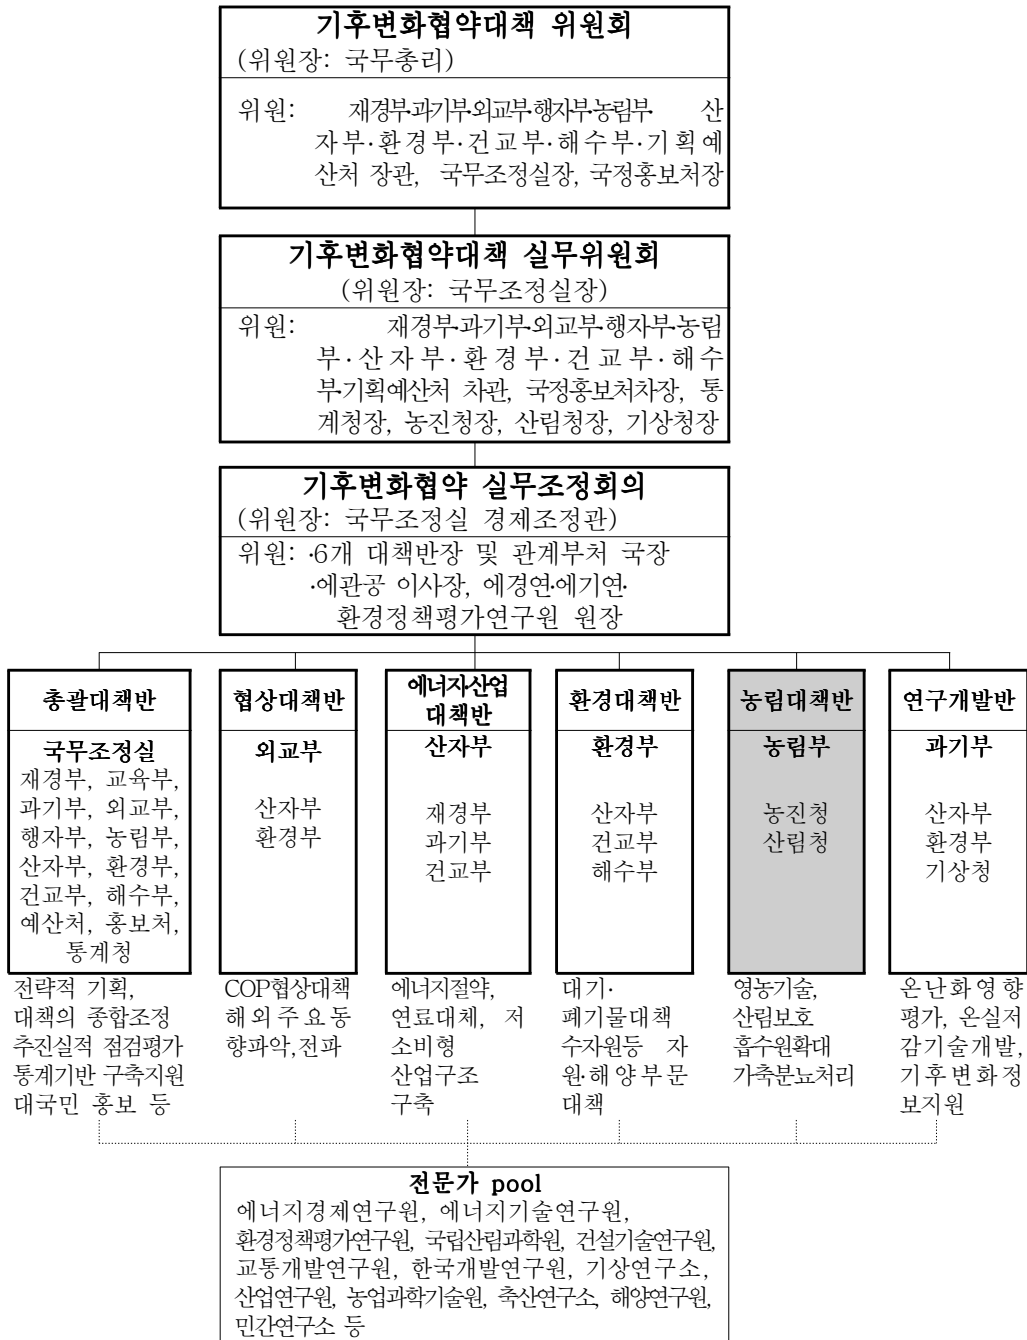 기후변화협약대책 위원회
(위원장: 국무총리)
위원: 재경부·과기부·외교부·행자부·농림부· 산
자부·환경부·건교부·해수부·기획예
산처 장관, 국무조정실장, 국정홍보처장
기후변화협약대책 실무위원회
(위원장: 국무조정실장)
위원: 재경부·과기부·외교부·행자부·농림
부·산자부·환경부·건교부·해수
부·기획예산처 차관, 국정홍보처차장, 통
계청장, 농진청장, 산림청장, 기상청장
기후변화협약 실무조정회의
(위원장: 국무조정실 경제조정관)
위원: ·6개 대책반장 및 관계부처 국장
·에관공 이사장, 에경연·에기연·
환경정책평가연구원 원장
총괄대책반
국무조정실
재경부, 교육부,
과기부, 외교부,
행자부, 농림부,
산자부, 환경부,
건교부, 해수부,
예산처, 홍보처,
통계청
전략적 기획,
대책의 종합조정
추진실적 점검평가
통계기반 구축지원
대국민 홍보 등
협상대책반
외교부
산자부
환경부
COP협상대책
해외주요동
향파악,전파
에너지·산업
대책반
산자부
재경부
과기부
건교부
에너지절약,
연료대체, 저
소비형
산업구조
구축
환경대책반
환경부
산자부
건교부
해수부
대기·
폐기물대책
수자원등 자
원·해양부문
대책
농림대책반
농림부
농진청
산림청
영농기술,
산림보호
흡수원확대
가축분뇨처리
연구개발반
과기부
산자부
환경부
기상청
온난화영향
평가, 온실저
감기술개발,
기후변화정
보지원
전문가 pool
에너지경제연구원, 에너지기술연구원,
환경정책평가연구원, 국립산림과학원, 건설기술연구원,
교통개발연구원, 한국개발연구원, 기상연구소,
산업연구원, 농업과학기술원, 축산연구소, 해양연구원,
민간연구소 등